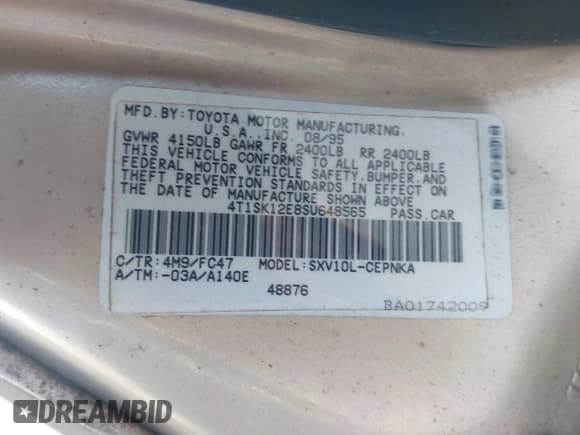 MFD.BY:TOYOTA MOTOR MANUFACTURING,
U.S.A.,INC. 08/95
GVWR 4150LB GAWR FR 2400LB RR 2400LB
THIS VEHICLE CONFORMS TO ALL APPLICABLE
FEDERAL MOTOR VEHICLE SAFETY,BUMPER,AND
THEFT PREVENTION STANDARDS IN EFFECT ON
THE DATE OF MANUFACTURE SHOWN ABOVE
4T1SK12E8SU648565 PASS.CAR
C/TR:4M9/FC47 MODEL:SXV10L-CEPNKA
A/TM:-03A/A140E
48876
BA01742009
DREAMBID